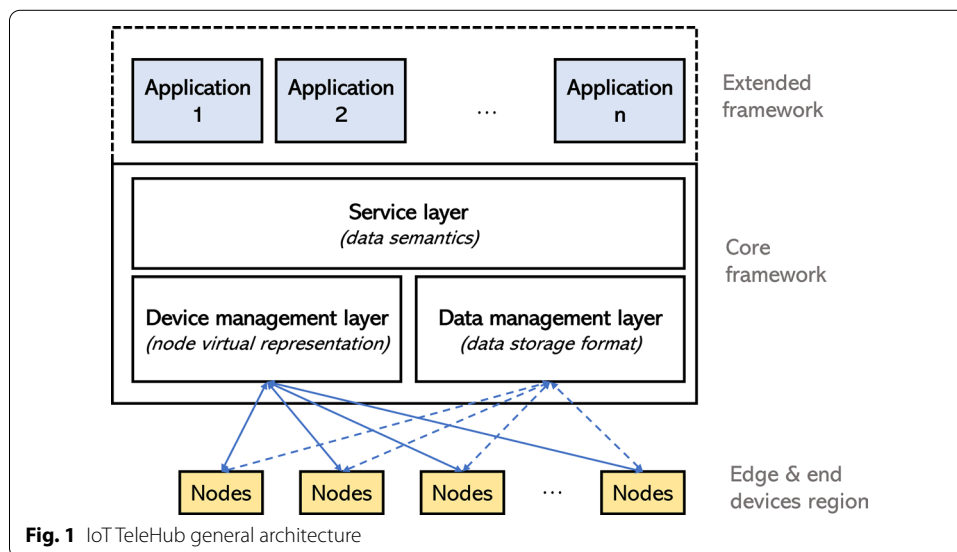 Application
1
Application
2
...
Application
n
Extended
framework
Service layer
(data semantics)
Core
framework
Device management layer
(node virtual representation)
Data management layer
(data storage format)
Nodes
Nodes
Nodes
...
Nodes
Edge & end
devices region
Fig. 1 IoT TeleHub general architecture